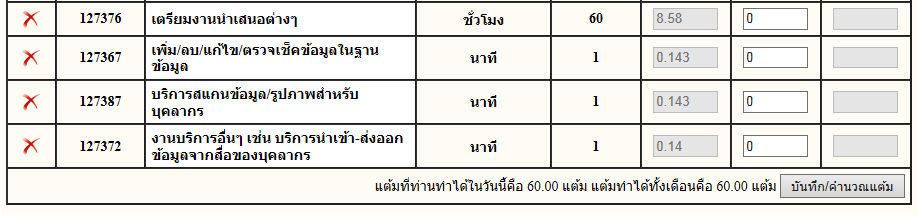 127376 เตรียมงานนำเสนอต่างๆ ชั่วโมง 60 8.58 0
127367 เพิ่ม/ลบ/แก้ไข/ตรวจเช็คข้อมูลในฐาน
ข้อมูล นาที 1 0.143 0
127387 บริการสแกนข้อมูล/รูปภาพสำหรับ
บุคลากร นาที 1 0.143 0
127372 งานบริการอื่นๆ เช่น บริการนำเข้า-ส่งออก
ข้อมูลจากสื่อของบุคลากร นาที 1 0.14 0
แต้มที่ท่านทำได้ในวันนี้คือ 60.00 แต้ม แต้มทำได้ทั้งเดือนคือ 60.00 แต้ม บันทึก/คำนวณแต้ม